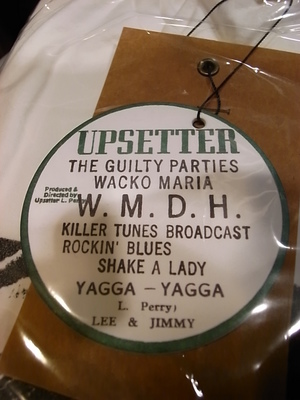 UPSETTER
THE GUILTY PARTIES
WACKO MARIA
Produced &
Directed by
Upsetter L. Perry
W. M. D. H.
KILLER TUNES BROADCAST
ROCKIN' BLUES
SHAKE A LADY
YAGGA - YAGGA
L. Perry)
LEE & JIMMY